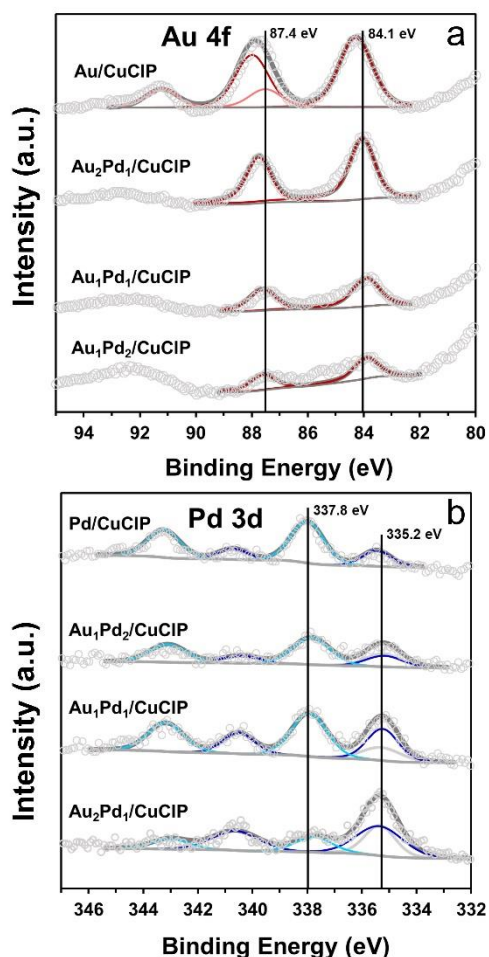 Au 4f
87.4 eV
84.1 eV
a
Au/CuClP
Au₂Pd₁/CuClP
Au₁Pd₁/CuClP
Au₁Pd₂/CuClP
Intensity (a.u.)
94 92 90 88 86 84 82 80
Binding Energy (eV)
Pd 3d
337.8 eV
335.2 eV
b
Pd/CuClP
Au₁Pd₂/CuClP
Au₁Pd₁/CuClP
Au₂Pd₁/CuClP
Intensity (a.u.)
346 344 342 340 338 336 334 332
Binding Energy (eV)